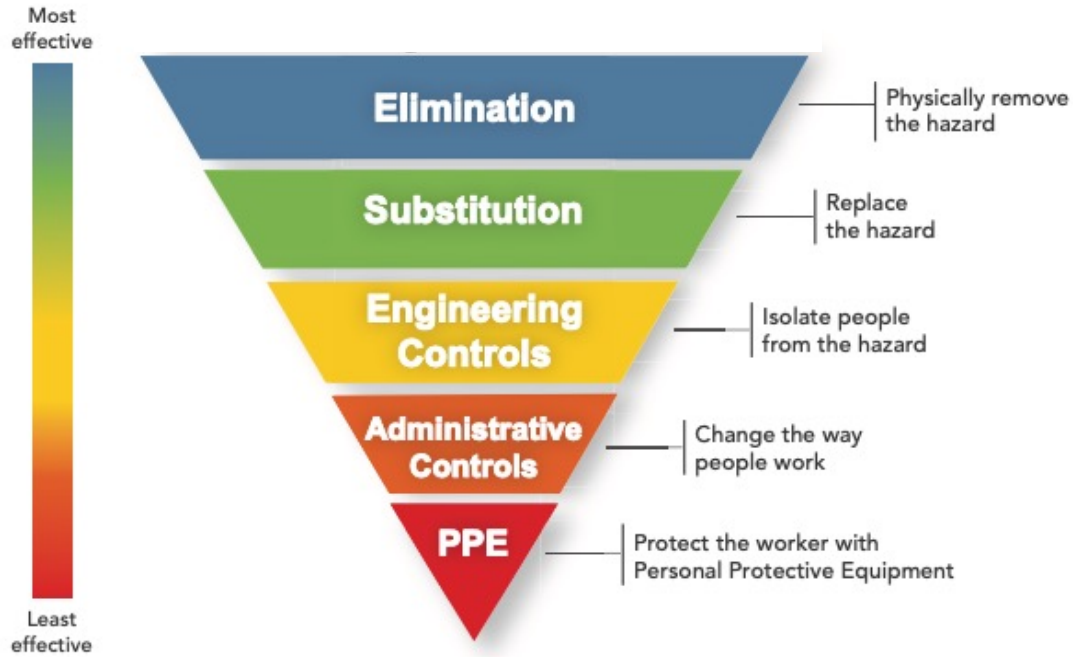 Most
effective
Elimination
Physically remove
the hazard
Substitution
Replace
the hazard
Engineering
Controls
Isolate people
from the hazard
Administrative
Controls
Change the way
people work
PPE
Protect the worker with
Personal Protective Equipment
Least
effective